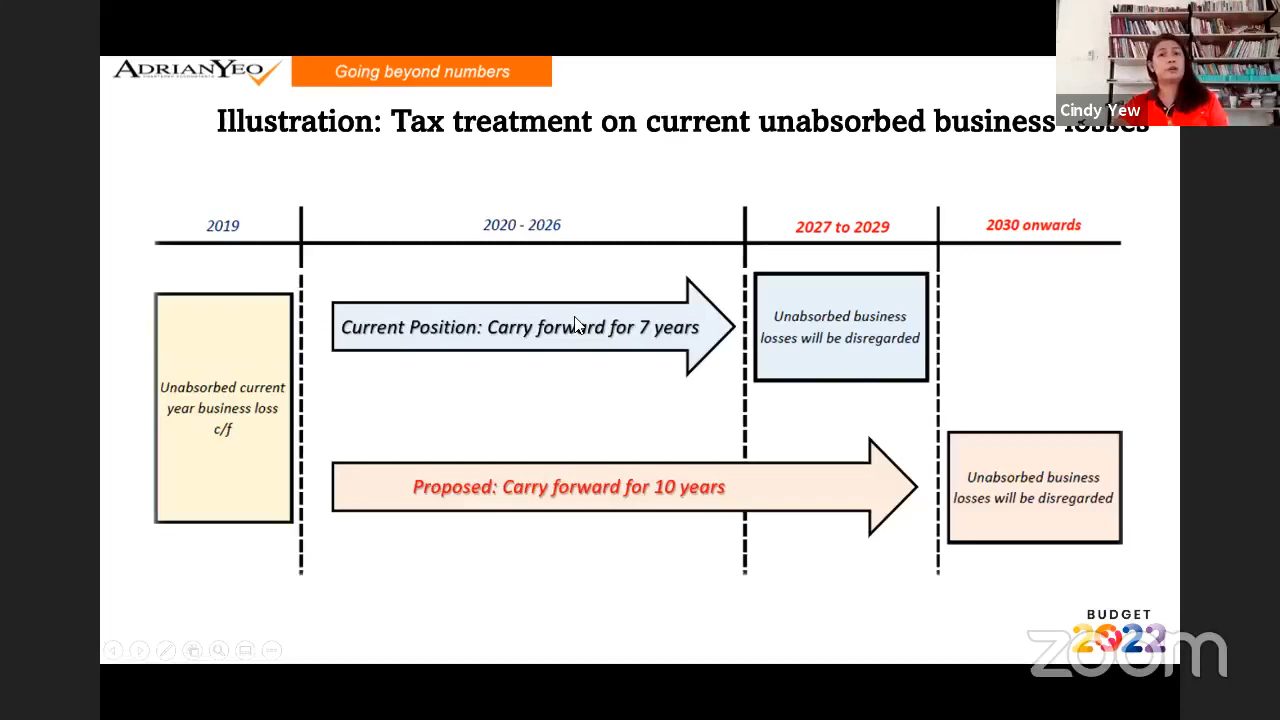 ADRIANYEO
Going beyond numbers
Cindy Yew
Illustration: Tax treatment on current unabsorbed business losses
2019
2020 - 2026
2027 to 2029
2030 onwards
Current Position: Carry forward for 7 years
Unabsorbed business
losses will be disregarded
Unabsorbed current
year business loss
c/f
Proposed: Carry forward for 10 years
Unabsorbed business
losses will be disregarded
BUDGET
zoom